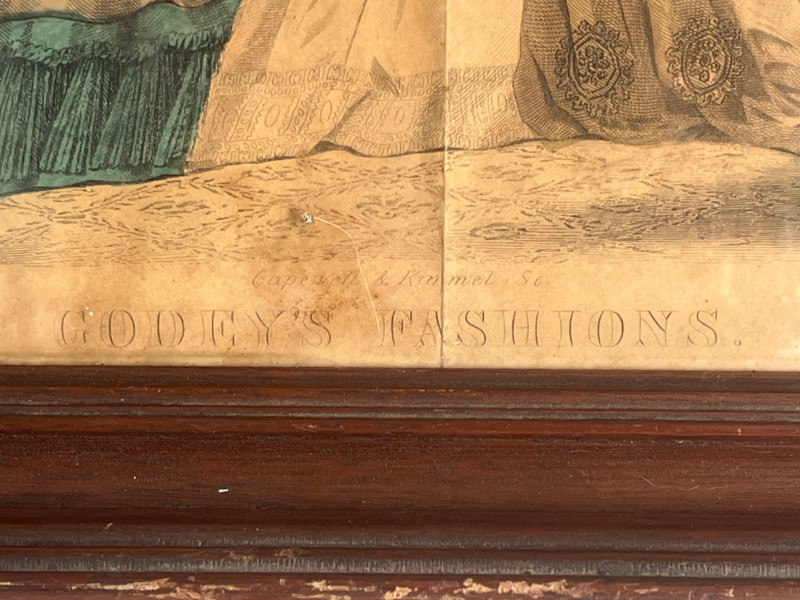 Capewell & Kimmel Sc.
GODEY'S FASHIONS.